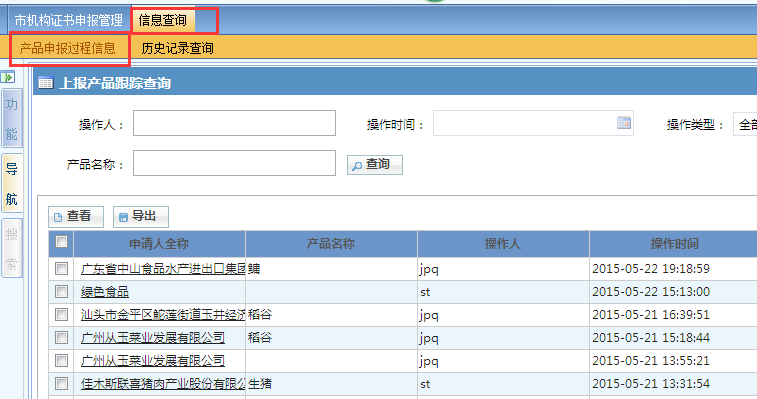 市机构证书申报管理 信息查询
产品申报过程信息 历史记录查询
功能
导航
搜索
上报产品跟踪查询
操作人： 操作时间： 操作类型： 全部
产品名称： 查询
查看 导出
申请人全称 产品名称 操作人 操作时间
广东省中山食品水产进出口集团 鳙 jpq 2015-05-22 19:18:59
绿色食品 st 2015-05-22 15:13:00
汕头市金平区鮀莲街道玉井经济 稻谷 jpq 2015-05-21 16:39:51
广州从玉菜业发展有限公司 稻谷 jpq 2015-05-21 15:18:44
广州从玉菜业发展有限公司 jpq 2015-05-21 13:55:21
佳木斯联喜猪肉产业股份有限公 生猪 st 2015-05-21 13:31:54